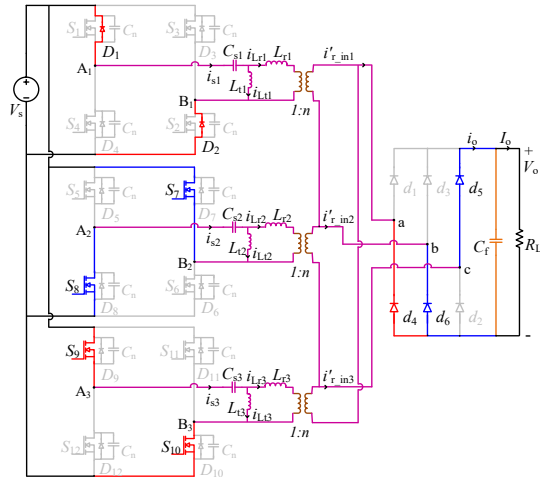 S1 Cn S3 Cn
D1 D3
Cs1 iLr1 Lr1 i'r_in1
A1 is1 Lt1 iLt1
B1
1:n
Vs
S4 Cn S2 Cn
D4 D2
io Io
+
Vo
d1 d3 d5
S5 Cn S7 Cn
D5 D7
Cs2 iLr2 Lr2 i'r_in2
a
A2 is2 Lt2 iLt2
b
B2
c
1:n
Cf RL
S8 Cn S6 Cn
D8 D6
d4 d6 d2
-
S9 Cn S11 Cn
D9 D11
Cs3 iLr3 Lr3 i'r_in3
A3 is3 Lt3 iLt3
B3
1:n
S12 Cn S10 Cn
D12 D10